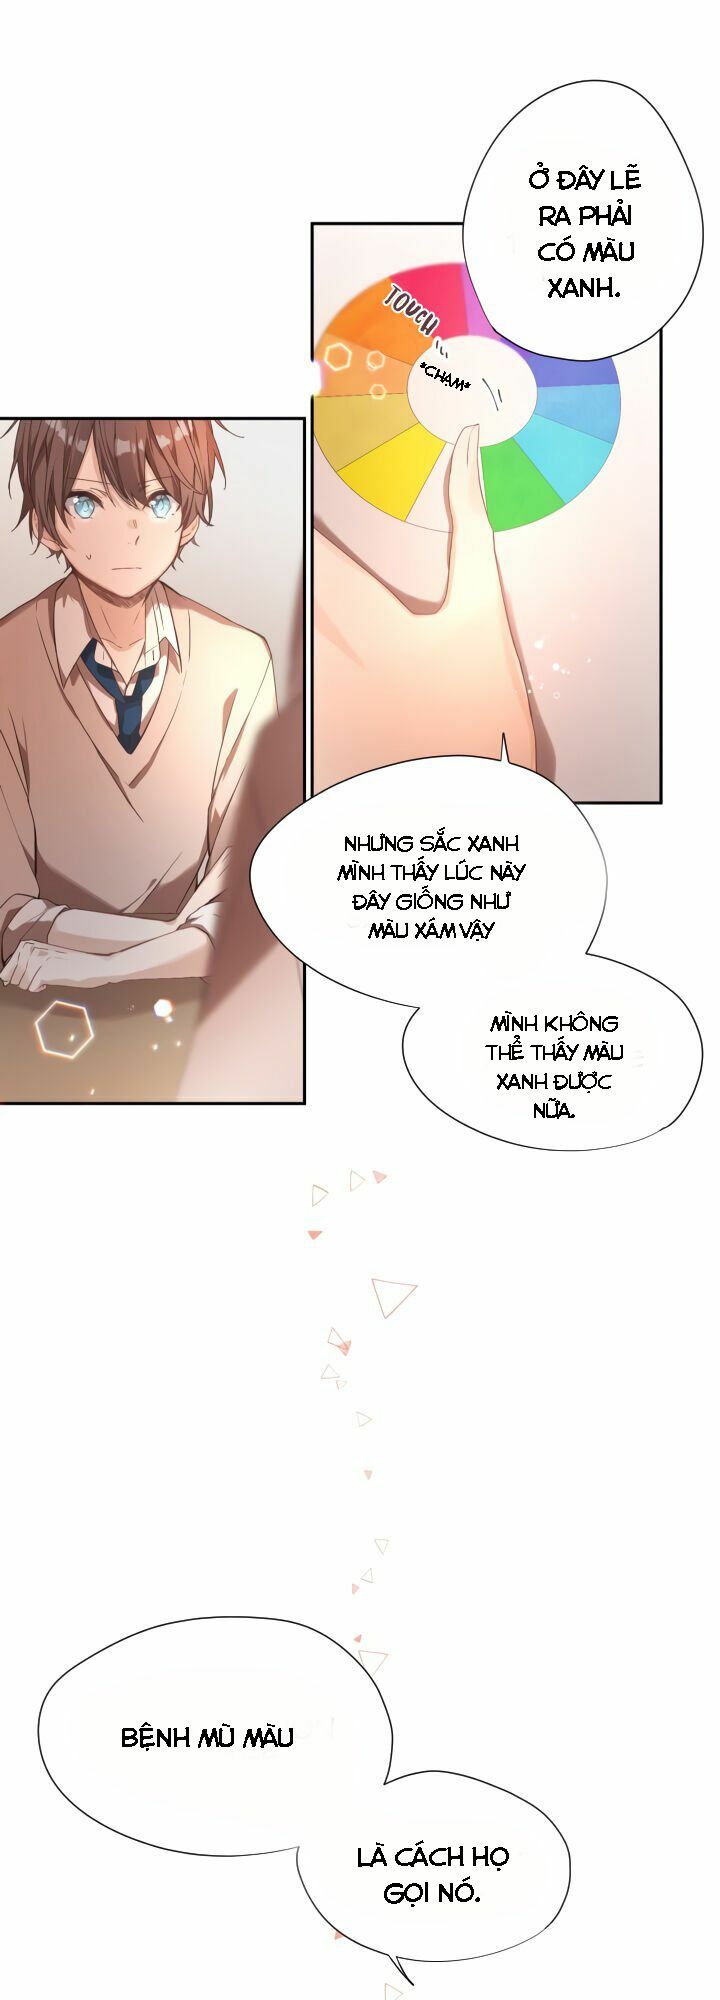 Ở ĐÂY LẼ
RA PHẢI
CÓ MÀU
XANH.
TOUCH
*CHẠM*
NHƯNG SẮC XANH
MÌNH THẤY LÚC NÀY
ĐÂY GIỐNG NHƯ
MÀU XÁM VẬY
MÌNH KHÔNG
THỂ THẤY MÀU
XANH ĐƯỢC
NỮA.
BỆNH MÙ MÀU
LÀ CÁCH HỌ
GỌI NÓ.